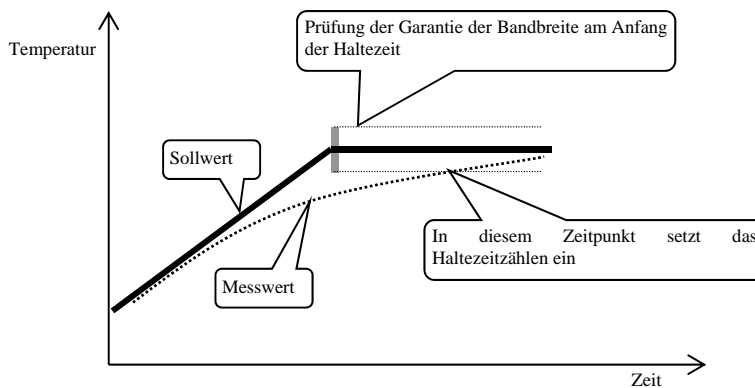 Prüfung der Garantie der Bandbreite am Anfang
der Haltezeit
Temperatur
Sollwert
In diesem Zeitpunkt setzt das
Haltezeitzählen ein
Messwert
Zeit